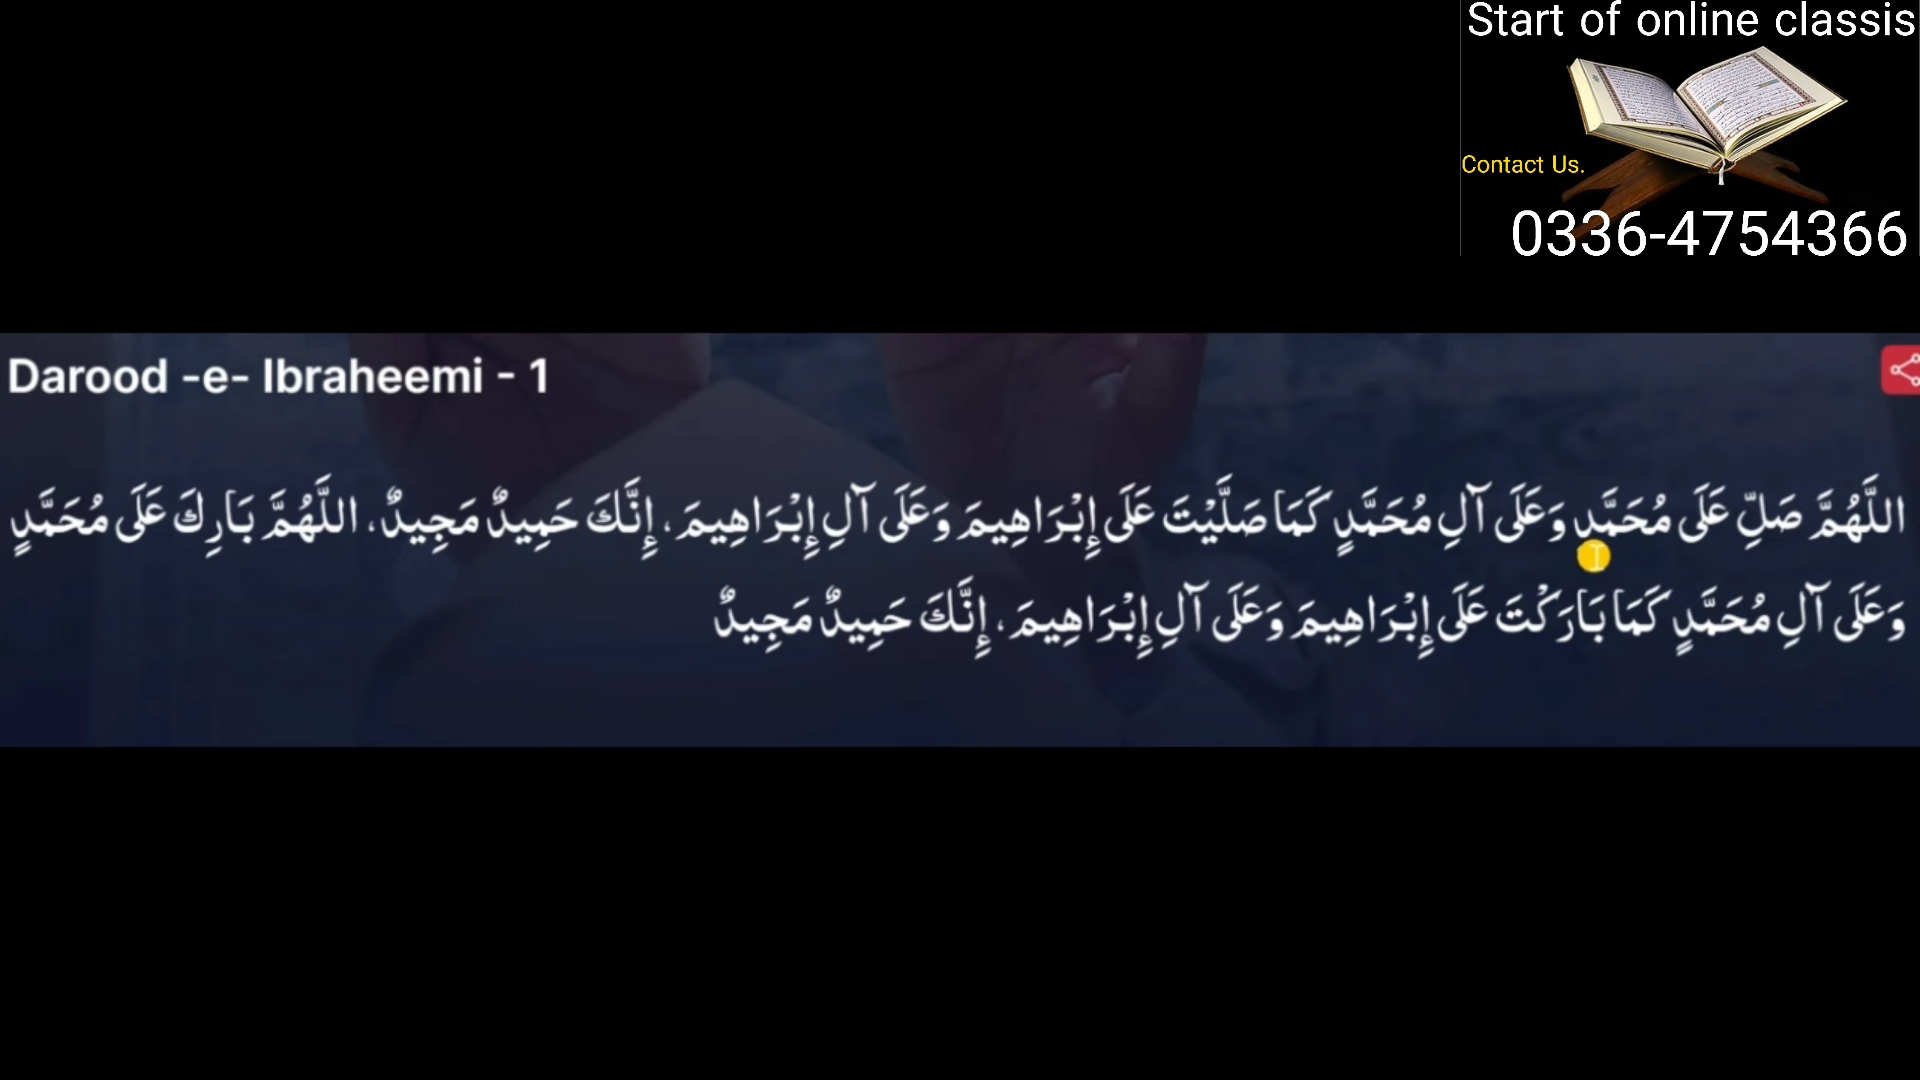 Start of online classis
Contact Us.
0336-4754366
Darood -e- Ibraheemi - 1
اللَّهُمَّ صَلِّ عَلَى مُحَمَّدٍ وَعَلَى آلِ مُحَمَّدٍ كَمَا صَلَّيْتَ عَلَى إِبْرَاهِيمَ وَعَلَى آلِ إِبْرَاهِيمَ، إِنَّكَ حَمِيدٌ مَجِيدٌ، اللَّهُمَّ بَارِكَ عَلَى مُحَمَّدٍ
وَعَلَى آلِ مُحَمَّدٍ كَمَا بَارَكْتَ عَلَى إِبْرَاهِيمَ وَعَلَى آلِ إِبْرَاهِيمَ، إِنَّكَ حَمِيدٌ مَجِيدٌ